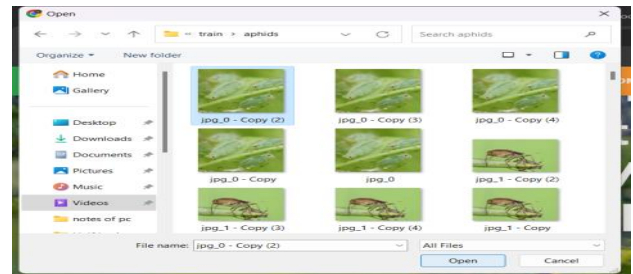 Open
train > aphids
Search aphids
Organize
New folder
Home
Gallery
Desktop
Downloads
Documents
Pictures
Music
Videos
notes of pc
jpg_0 - Copy (2)
jpg_0 - Copy (3)
jpg_0 - Copy (4)
jpg_0 - Copy
jpg_0
jpg_1 - Copy (2)
jpg_1 - Copy (3)
jpg_1 - Copy (4)
jpg_1 - Copy
File name: jpg_0 - Copy (2)
All Files
Open
Cancel